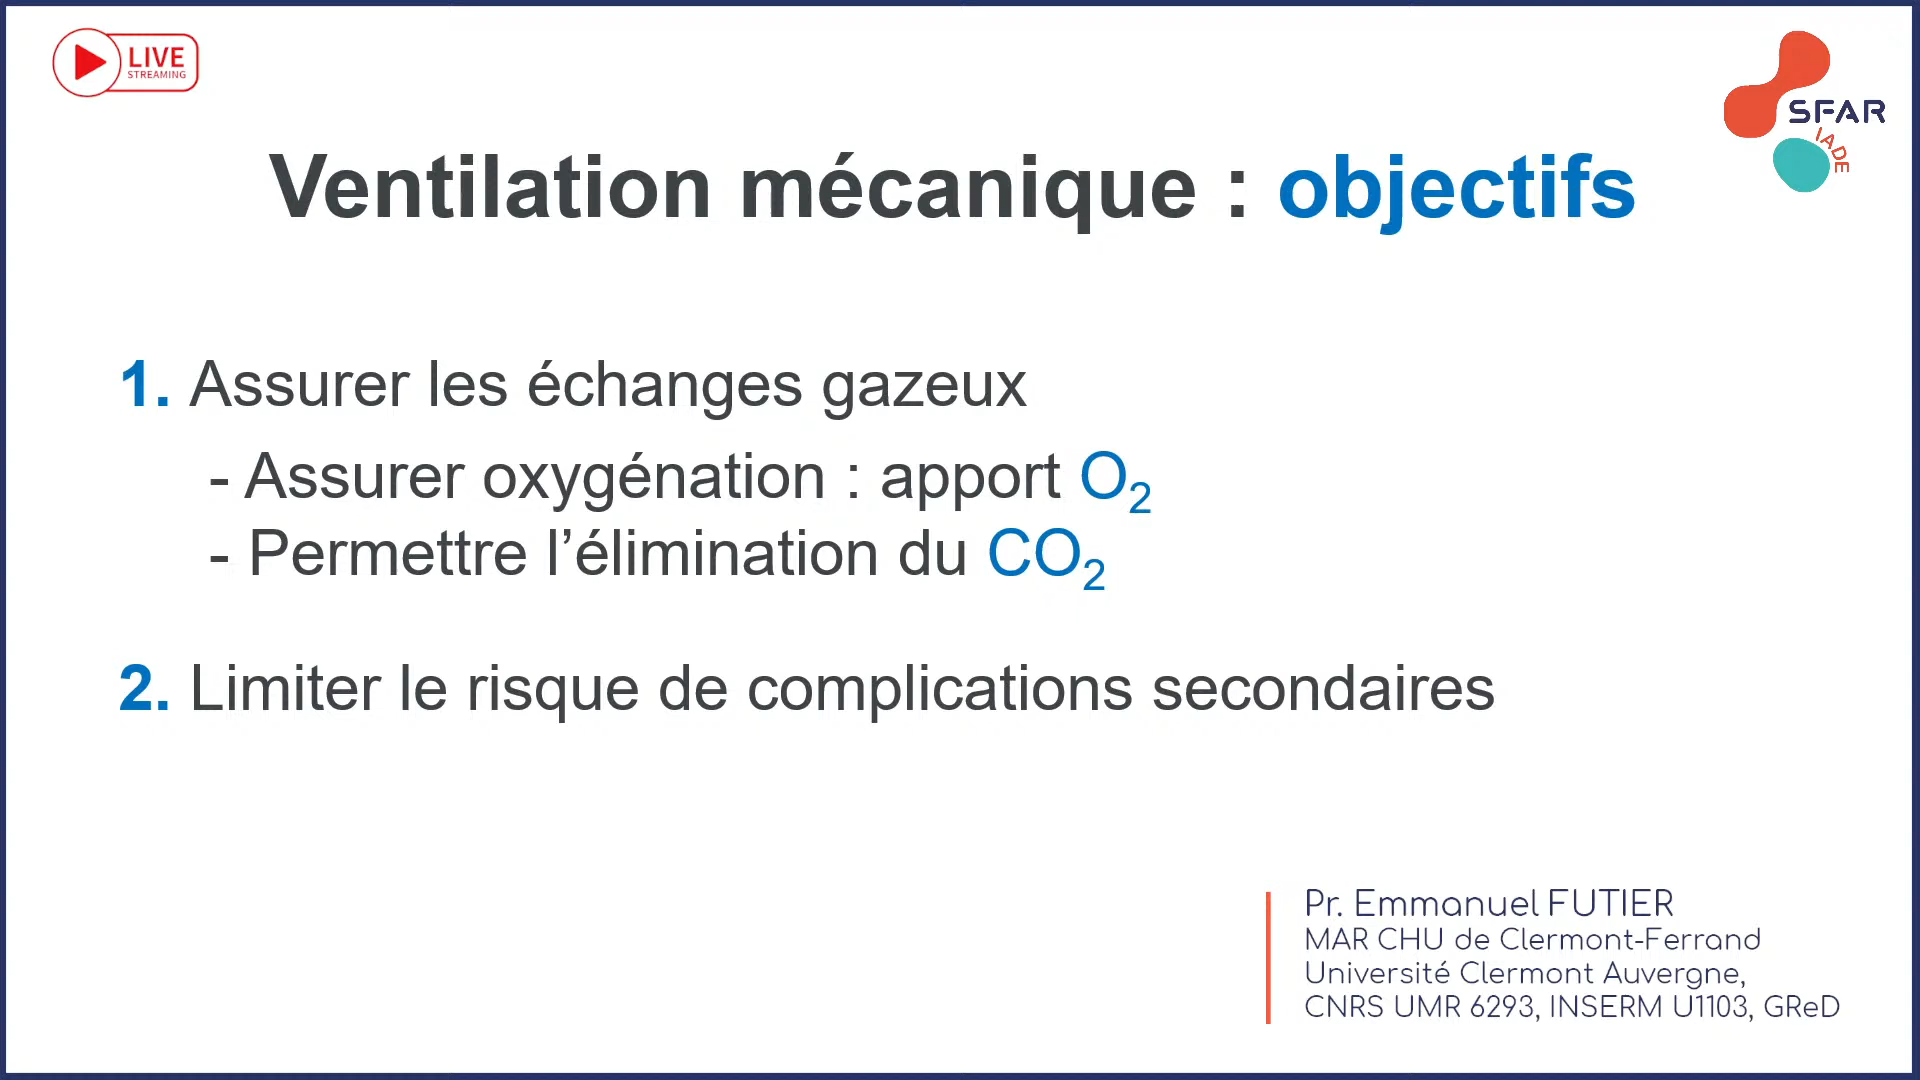 LIVE
STREAMING
SFAR
IADE
Ventilation mécanique : objectifs
1. Assurer les échanges gazeux
- Assurer oxygénation : apport O₂
- Permettre l’élimination du CO₂
2. Limiter le risque de complications secondaires
Pr. Emmanuel FUTIER
MAR CHU de Clermont-Ferrand
Université Clermont Auvergne,
CNRS UMR 6293, INSERM U1103, GReD